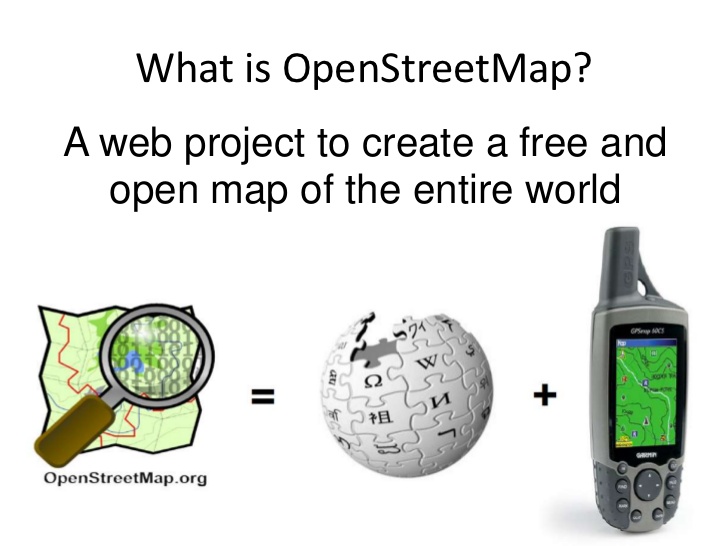 What is OpenStreetMap?
A web project to create a free and
open map of the entire world
=
+
OpenStreetMap.org
Ω
W
И
祖
GPSmap 60CS
GARMIN